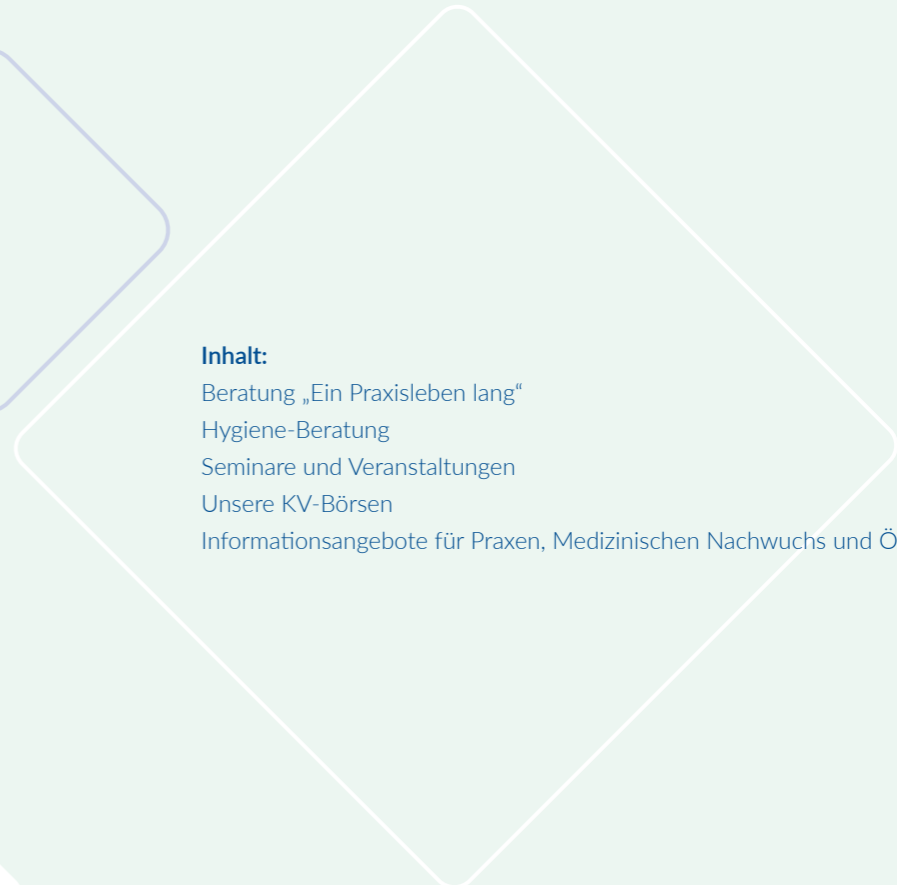 Inhalt:
Beratung „Ein Praxisleben lang“
Hygiene-Beratung
Seminare und Veranstaltungen
Unsere KV-Börsen
Informationsangebote für Praxen, Medizinischen Nachwuchs und